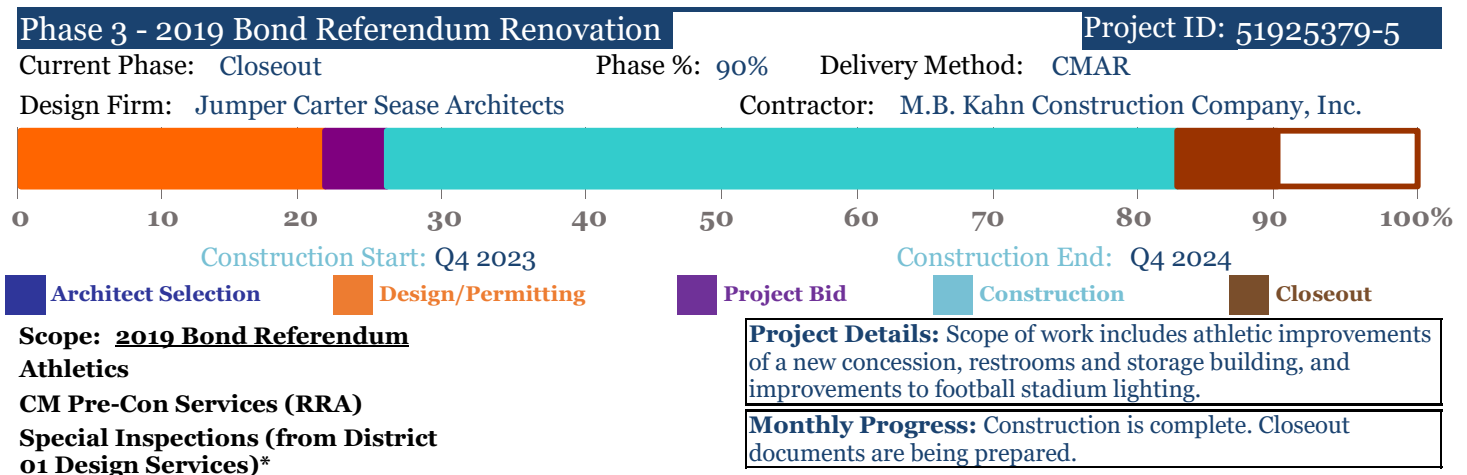 Phase 3 - 2019 Bond Referendum Renovation Project ID: 51925379-5
Current Phase: Closeout Phase %: 90% Delivery Method: CMAR
Design Firm: Jumper Carter Sease Architects Contractor: M.B. Kahn Construction Company, Inc.
0 10 20 30 40 50 60 70 80 90 100%
Construction Start: Q4 2023 Construction End: Q4 2024
Architect Selection Design/Permitting Project Bid Construction Closeout
Scope: 2019 Bond Referendum
Athletics
CM Pre-Con Services (RRA)
Special Inspections (from District
01 Design Services)*
Project Details: Scope of work includes athletic improvements
of a new concession, restrooms and storage building, and
improvements to football stadium lighting.
Monthly Progress: Construction is complete. Closeout
documents are being prepared.